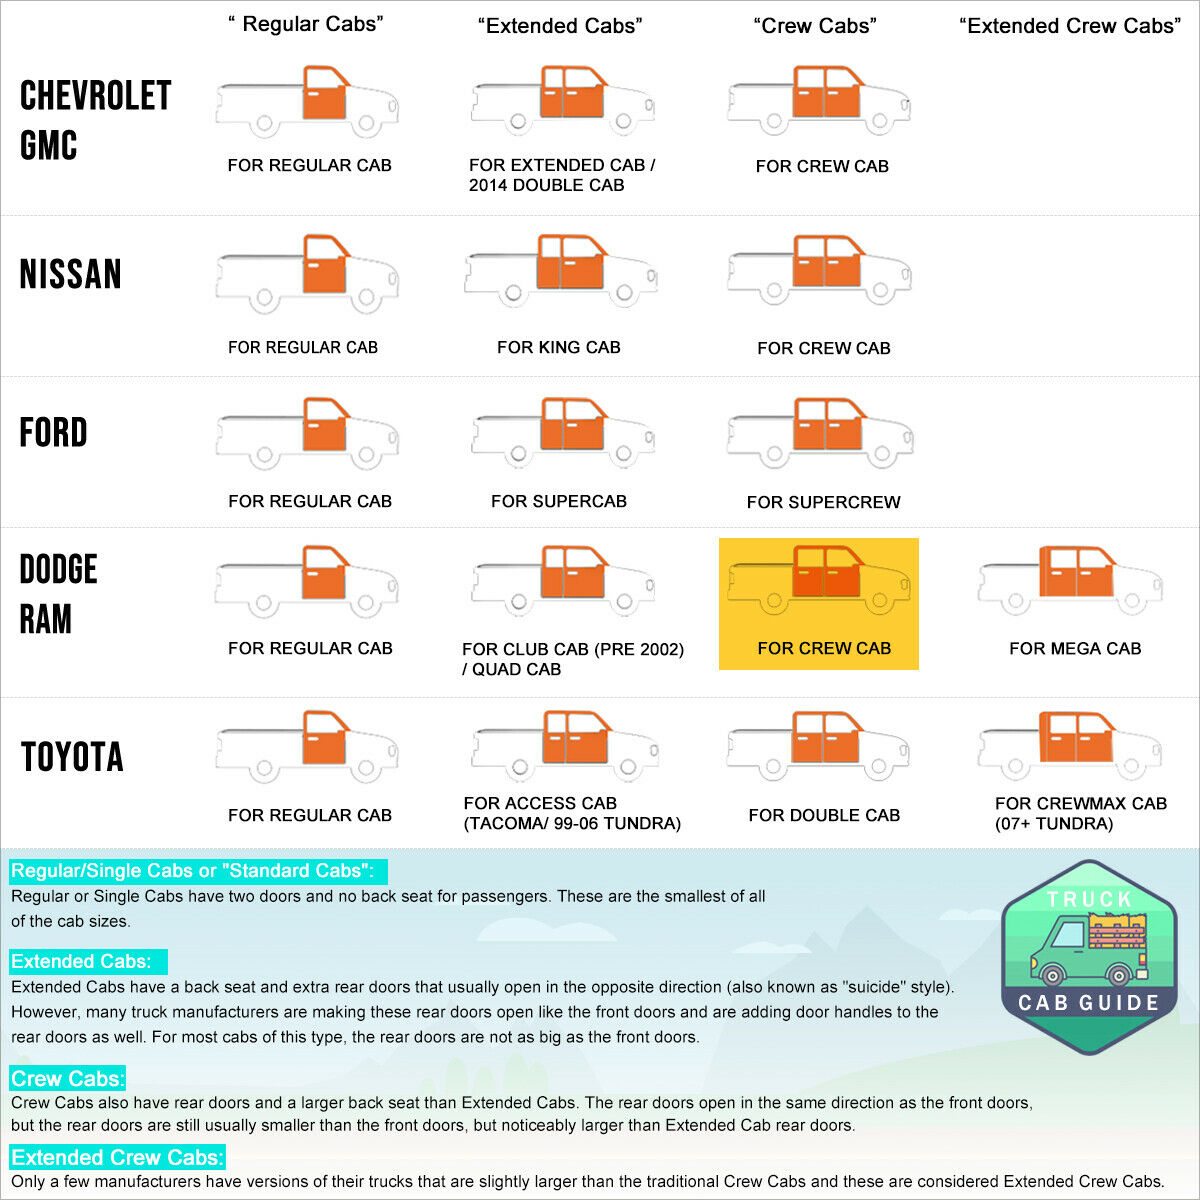 “ Regular Cabs”
“Extended Cabs”
“Crew Cabs”
“Extended Crew Cabs”
CHEVROLET
GMC
FOR REGULAR CAB
FOR EXTENDED CAB /
2014 DOUBLE CAB
FOR CREW CAB
NISSAN
FOR REGULAR CAB
FOR KING CAB
FOR CREW CAB
FORD
FOR REGULAR CAB
FOR SUPERCAB
FOR SUPERCREW
DODGE
RAM
FOR REGULAR CAB
FOR CLUB CAB (PRE 2002)
/ QUAD CAB
FOR CREW CAB
FOR MEGA CAB
TOYOTA
FOR REGULAR CAB
FOR ACCESS CAB
(TACOMA/ 99-06 TUNDRA)
FOR DOUBLE CAB
FOR CREWMAX CAB
(07+ TUNDRA)
Regular/Single Cabs or "Standard Cabs":
Regular or Single Cabs have two doors and no back seat for passengers. These are the smallest of all
of the cab sizes.
Extended Cabs:
Extended Cabs have a back seat and extra rear doors that usually open in the opposite direction (also known as "suicide" style).
However, many truck manufacturers are making these rear doors open like the front doors and are adding door handles to the
rear doors as well. For most cabs of this type, the rear doors are not as big as the front doors.
Crew Cabs:
Crew Cabs also have rear doors and a larger back seat than Extended Cabs. The rear doors open in the same direction as the front doors,
but the rear doors are still usually smaller than the front doors, but noticeably larger than Extended Cab rear doors.
Extended Crew Cabs:
Only a few manufacturers have versions of their trucks that are slightly larger than the traditional Crew Cabs and these are considered Extended Crew Cabs.
TRUCK
CAB GUIDE